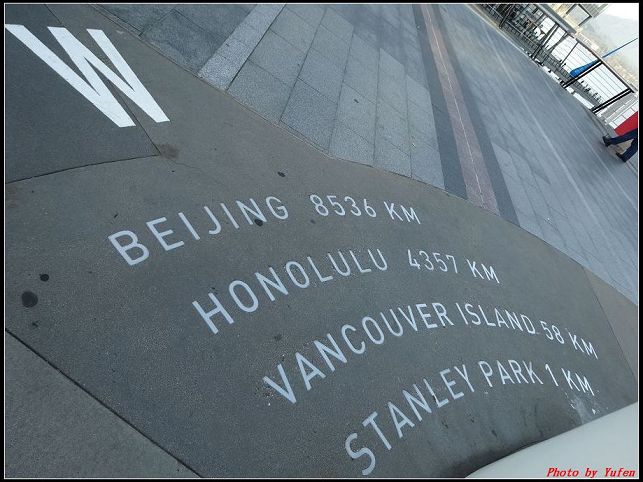 W
BEIJING 8536 KM
HONOLULU 4357 KM
VANCOUVER ISLAND 58 KM
STANLEY PARK 1 KM
Photo by Yufen